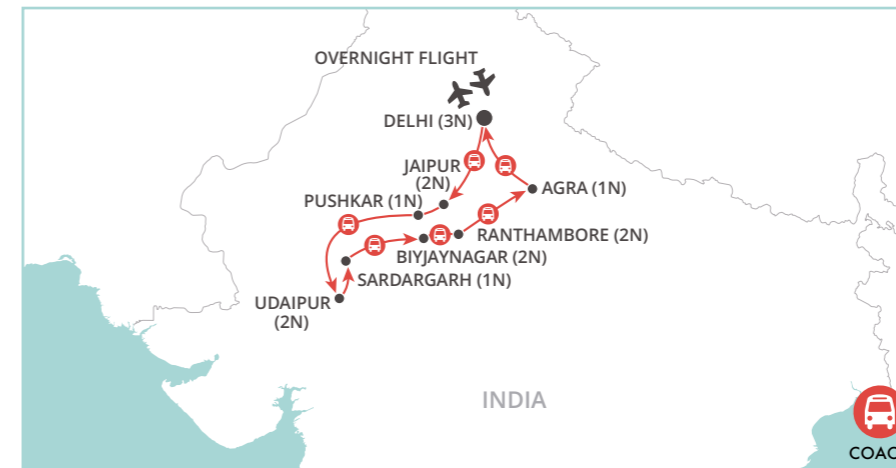 OVERNIGHT FLIGHT
DELHI (3N)
JAIPUR
(2N)
PUSHKAR (1N)
AGRA (1N)
RANTHAMBORE (2N)
BIYJAYNAGAR (2N)
SARDARGARH (1N)
UDAIPUR
(2N)
INDIA
COAC